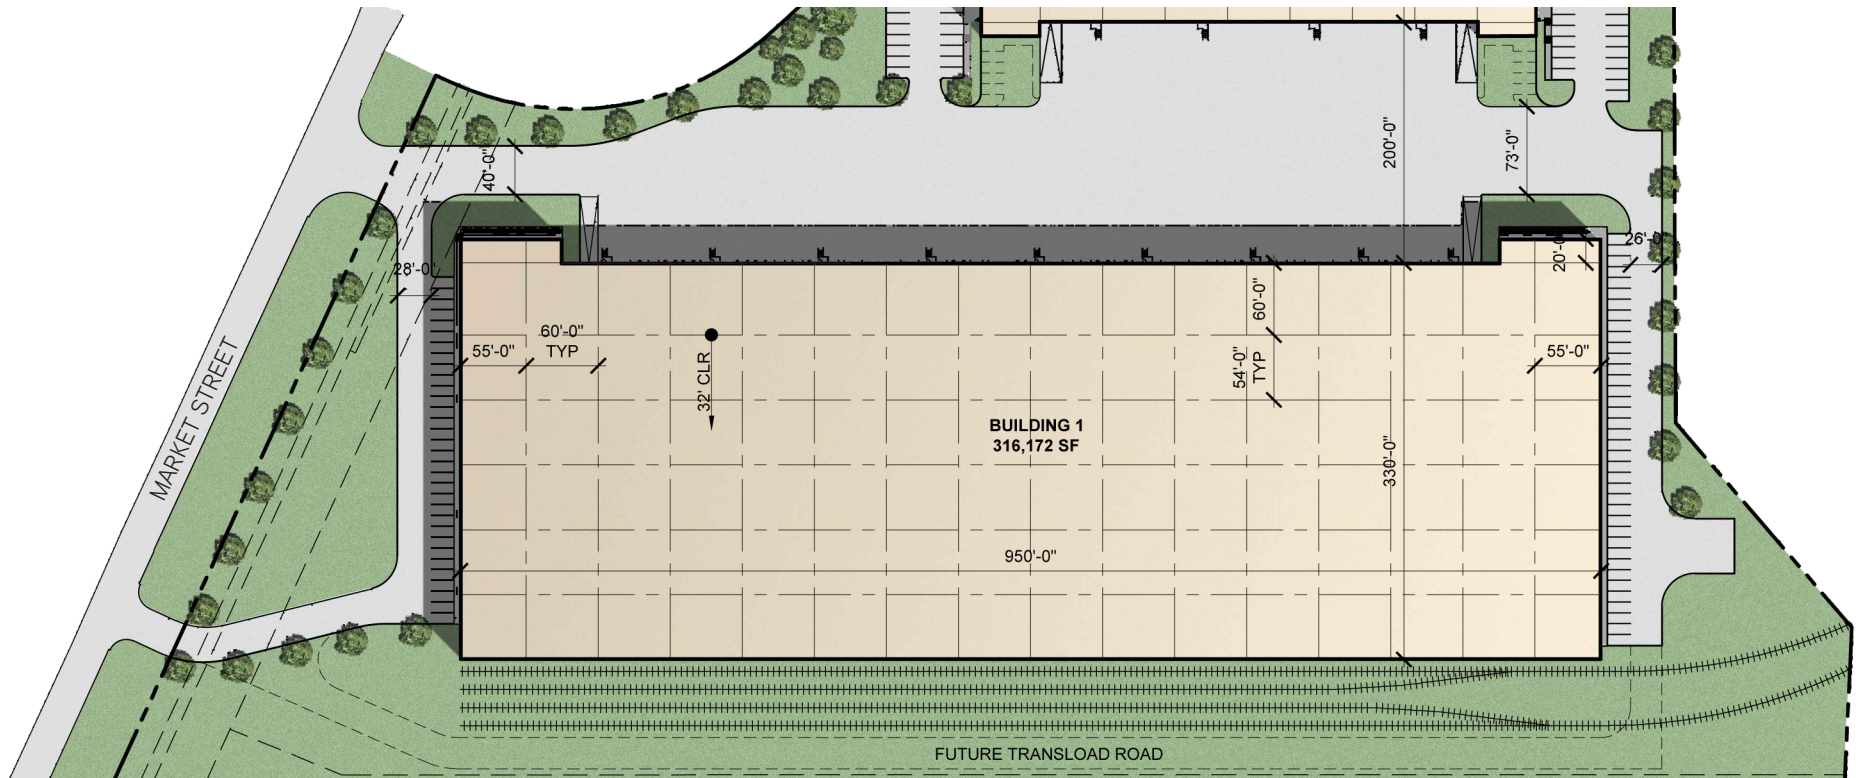 200'-0"
73'-0"
40'-0"
28'-0"
20'-0"
26'-0"
60'-0"
TYP
55'-0"
32' CLR
60'-0"
54'-0"
TYP
55'-0"
MARKET STREET
BUILDING 1
316,172 SF
330'-0"
950'-0"
FUTURE TRANSLOAD ROAD